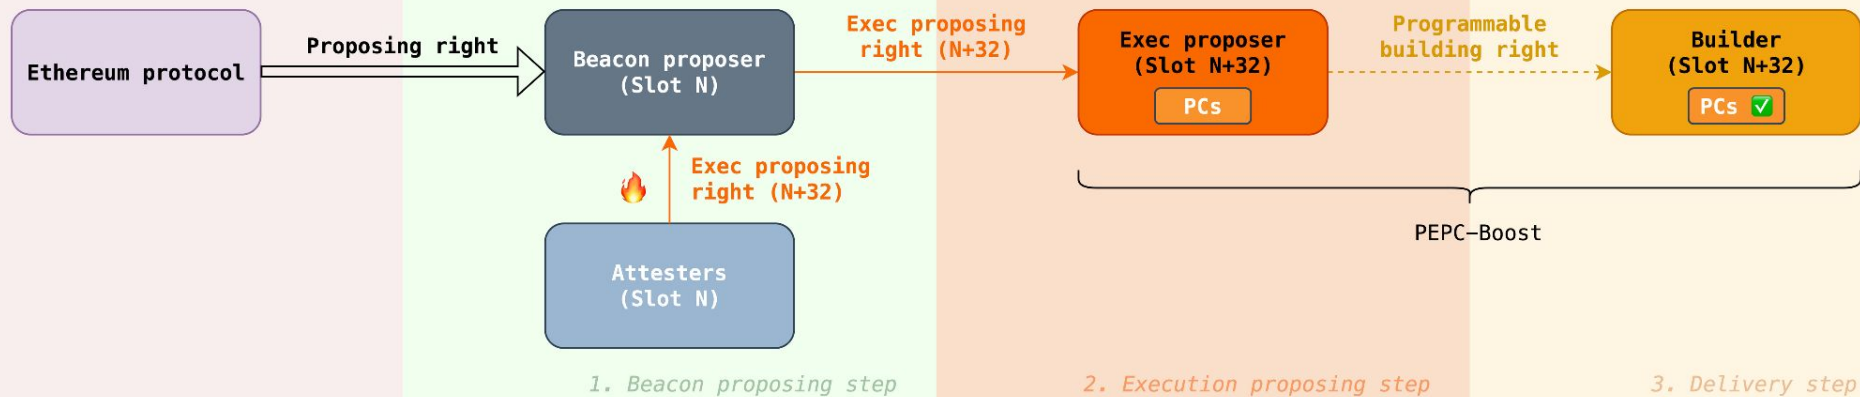 Ethereum protocol
Proposing right
Beacon proposer
(Slot N)
Exec proposing
right (N+32)
Exec proposer
(Slot N+32)
PCs
Programmable
building right
Builder
(Slot N+32)
PCs ✅
🔥
Exec proposing
right (N+32)
Attesters
(Slot N)
PEPC-Boost
1. Beacon proposing step
2. Execution proposing step
3. Delivery step